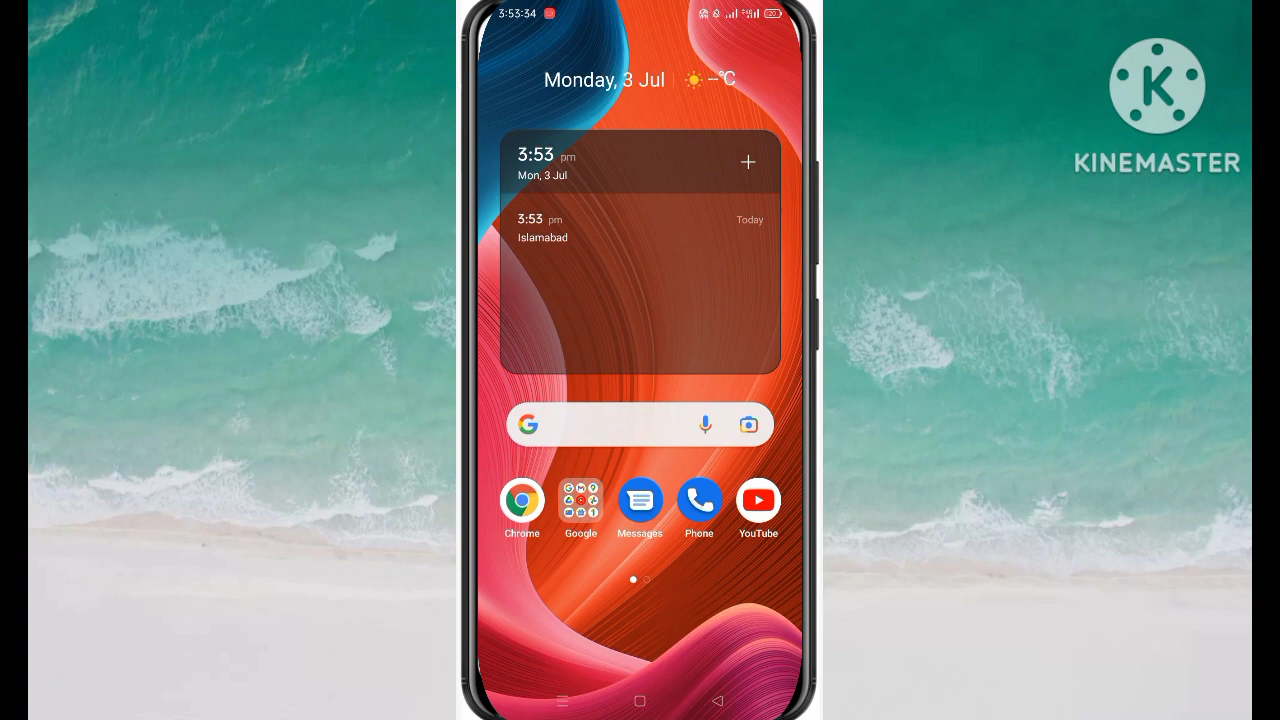 3:53:34
20
Monday, 3 Jul --°C
3:53 pm
Mon, 3 Jul
3:53 pm Today
Islamabad
Chrome Google Messages Phone YouTube
K
KINEMASTER